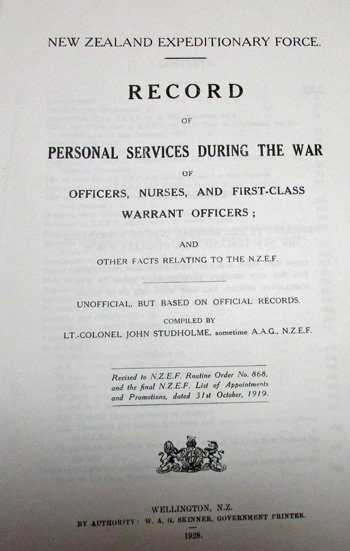 NEW ZEALAND EXPEDITIONARY FORCE.
RECORD
OF
PERSONAL SERVICES DURING THE WAR
OF
OFFICERS, NURSES, AND FIRST-CLASS
WARRANT OFFICERS;
AND
OTHER FACTS RELATING TO THE N.Z.E.F.
UNOFFICIAL, BUT BASED ON OFFICIAL RECORDS.
COMPILED BY
LT.-COLONEL JOHN STUDHOLME, sometime A.A.G., N.Z.E.F.
Revised to N.Z.E.F. Routine Order No. 868,
and the final N.Z.E.F. List of Appointments
and Promotions, dated 31st October, 1919.
WELLINGTON, N.Z.
BY AUTHORITY: W. A. G. SKINNER, GOVERNMENT PRINTER.
1928.